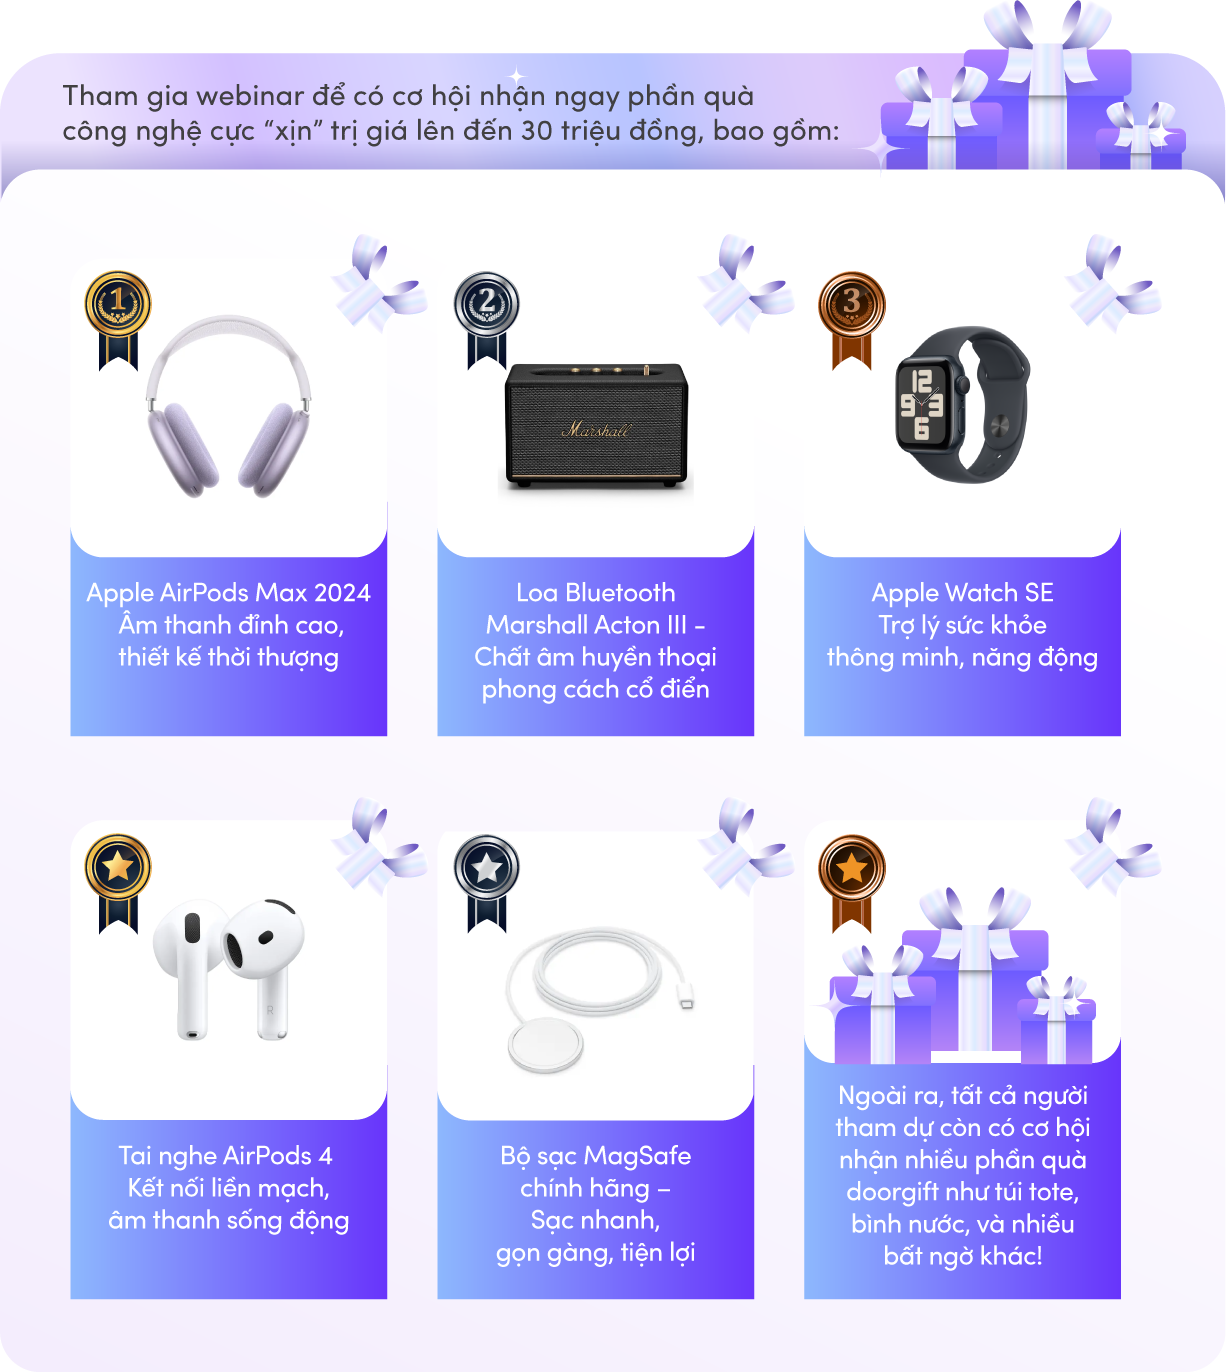 Tham gia webinar để có cơ hội nhận ngay phần quà
công nghệ cực “xịn” trị giá lên đến 30 triệu đồng, bao gồm:
1
2
3
Marshall
12
9 3
6
Apple AirPods Max 2024
Âm thanh đỉnh cao,
thiết kế thời thượng
Loa Bluetooth
Marshall Acton III -
Chất âm huyền thoại
phong cách cổ điển
Apple Watch SE
Trợ lý sức khỏe
thông minh, năng động
R
Tai nghe AirPods 4
Kết nối liền mạch,
âm thanh sống động
Bộ sạc MagSafe
chính hãng –
Sạc nhanh,
gọn gàng, tiện lợi
Ngoài ra, tất cả người
tham dự còn có cơ hội
nhận nhiều phần quà
doorgift như túi tote,
bình nước, và nhiều
bất ngờ khác!